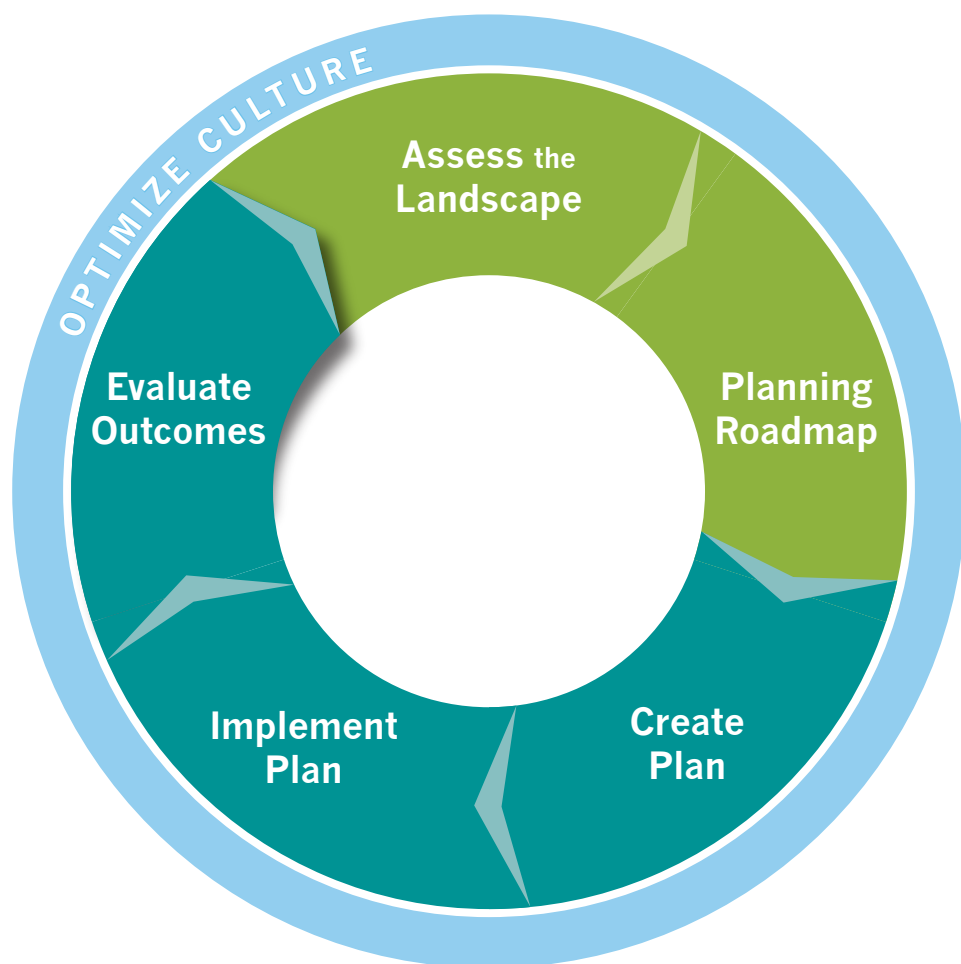 OPTIMIZE CULTURE
Assess the
Landscape
Planning
Roadmap
Create
Plan
Implement
Plan
Evaluate
Outcomes